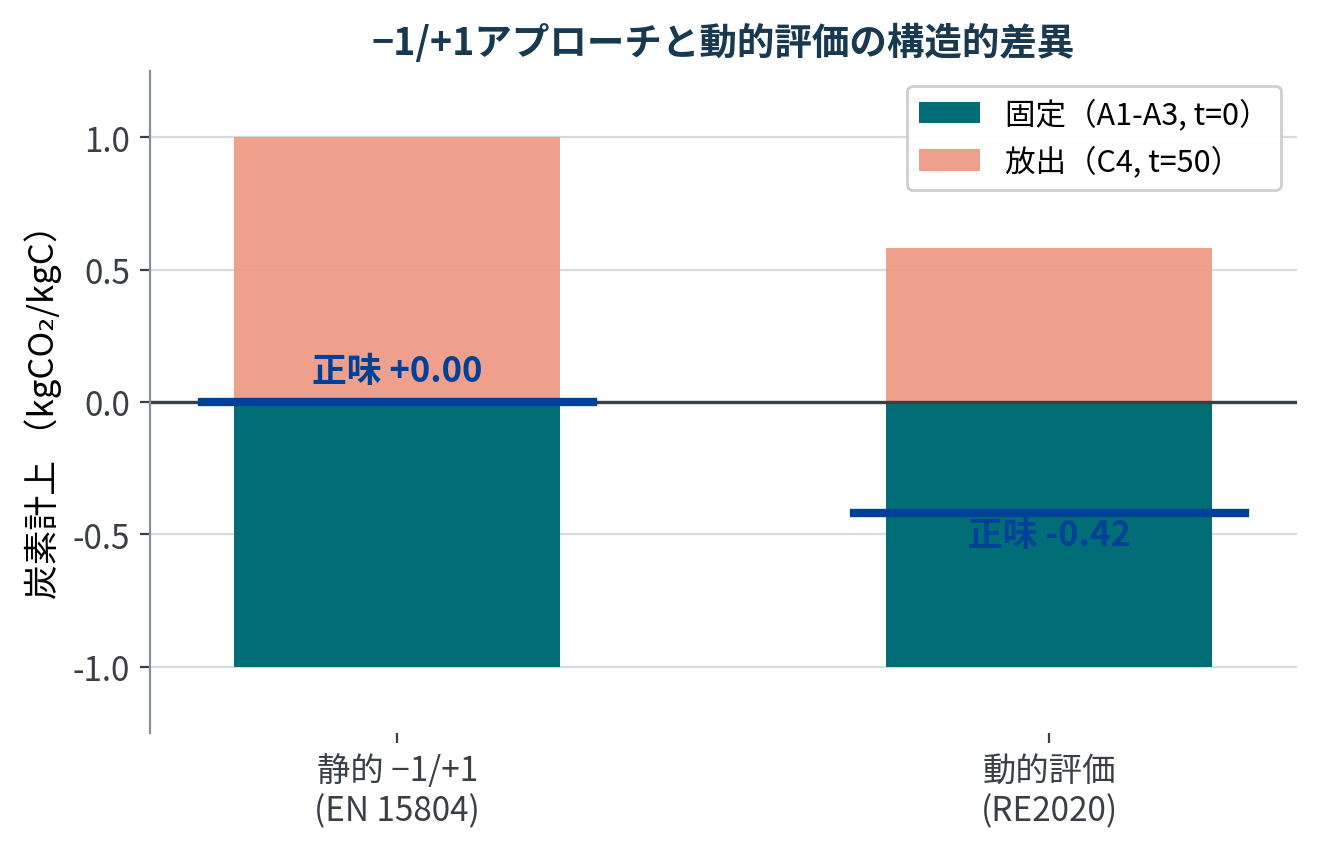 −1/+1アプローチと動的評価の構造的差異
固定（A1-A3, t=0）
放出（C4, t=50）
炭素計上 （kgCO₂/kgC）
1.0
0.5
0.0
-0.5
-1.0
正味 +0.00
正味 -0.42
静的 −1/+1
(EN 15804)
動的評価
(RE2020)